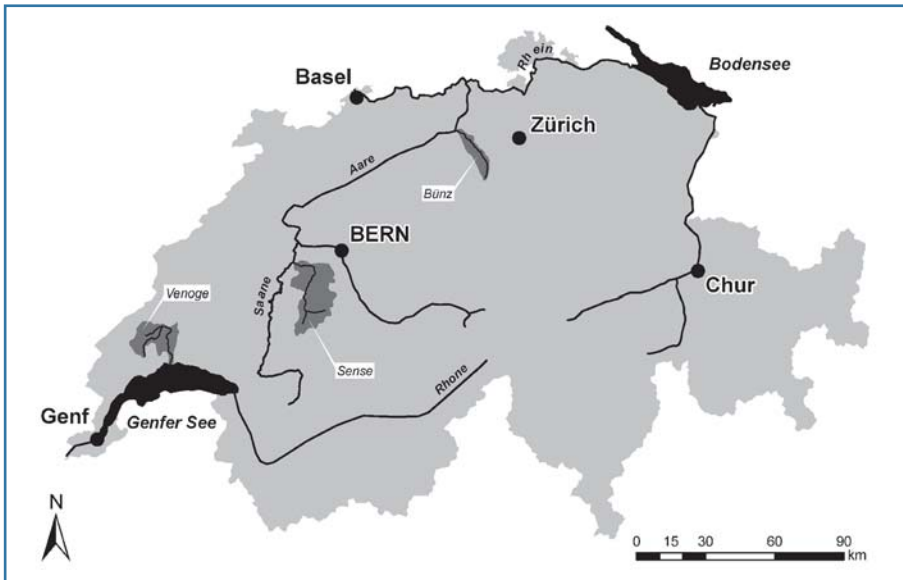 Rhein
Bodensee
Basel
Zürich
Aare
Bünz
BERN
Saane
Chur
Venoge
Sense
Rhone
Genf
Genfer See
N
0 15 30 60 90
km